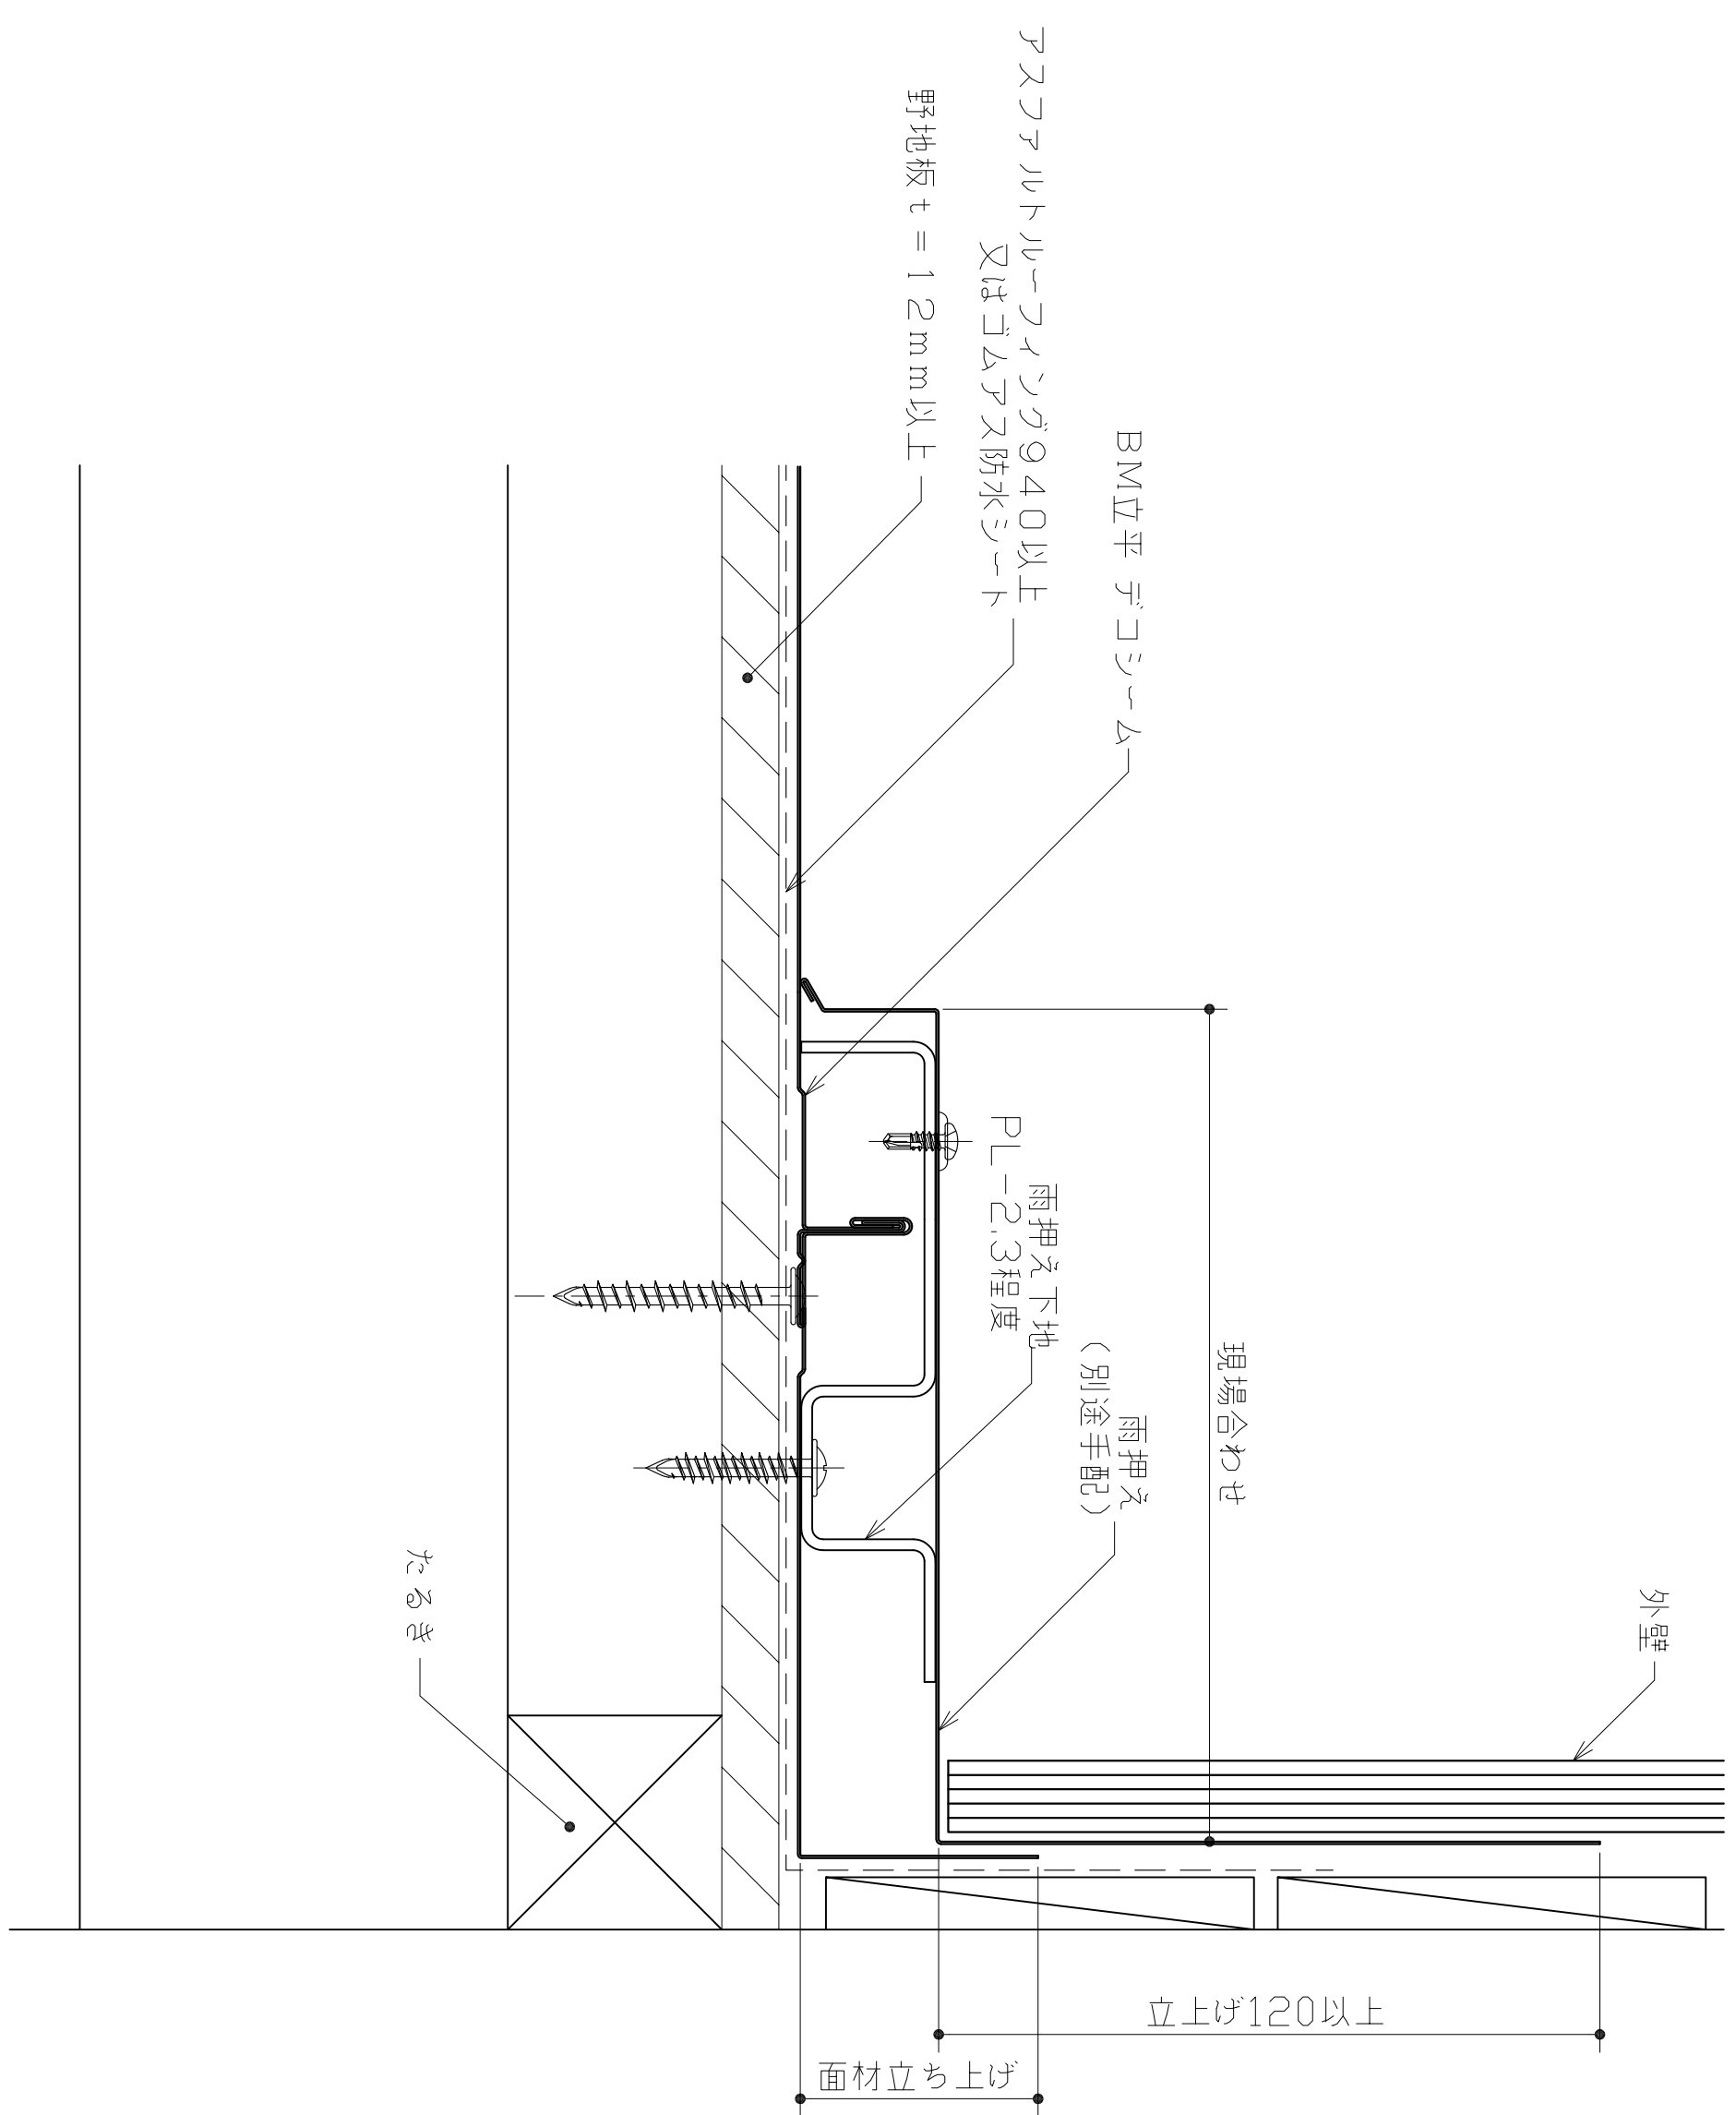 外壁
現場合わせ
雨押え
(別途手配)
雨押え下地
PL-2.3程度
BM立平 デコシーム
アスファルトルーフィング940以上
又はゴムアス防水シート
野地板t=12mm以上
たるき
立上げ120以上
面材立ち上げ